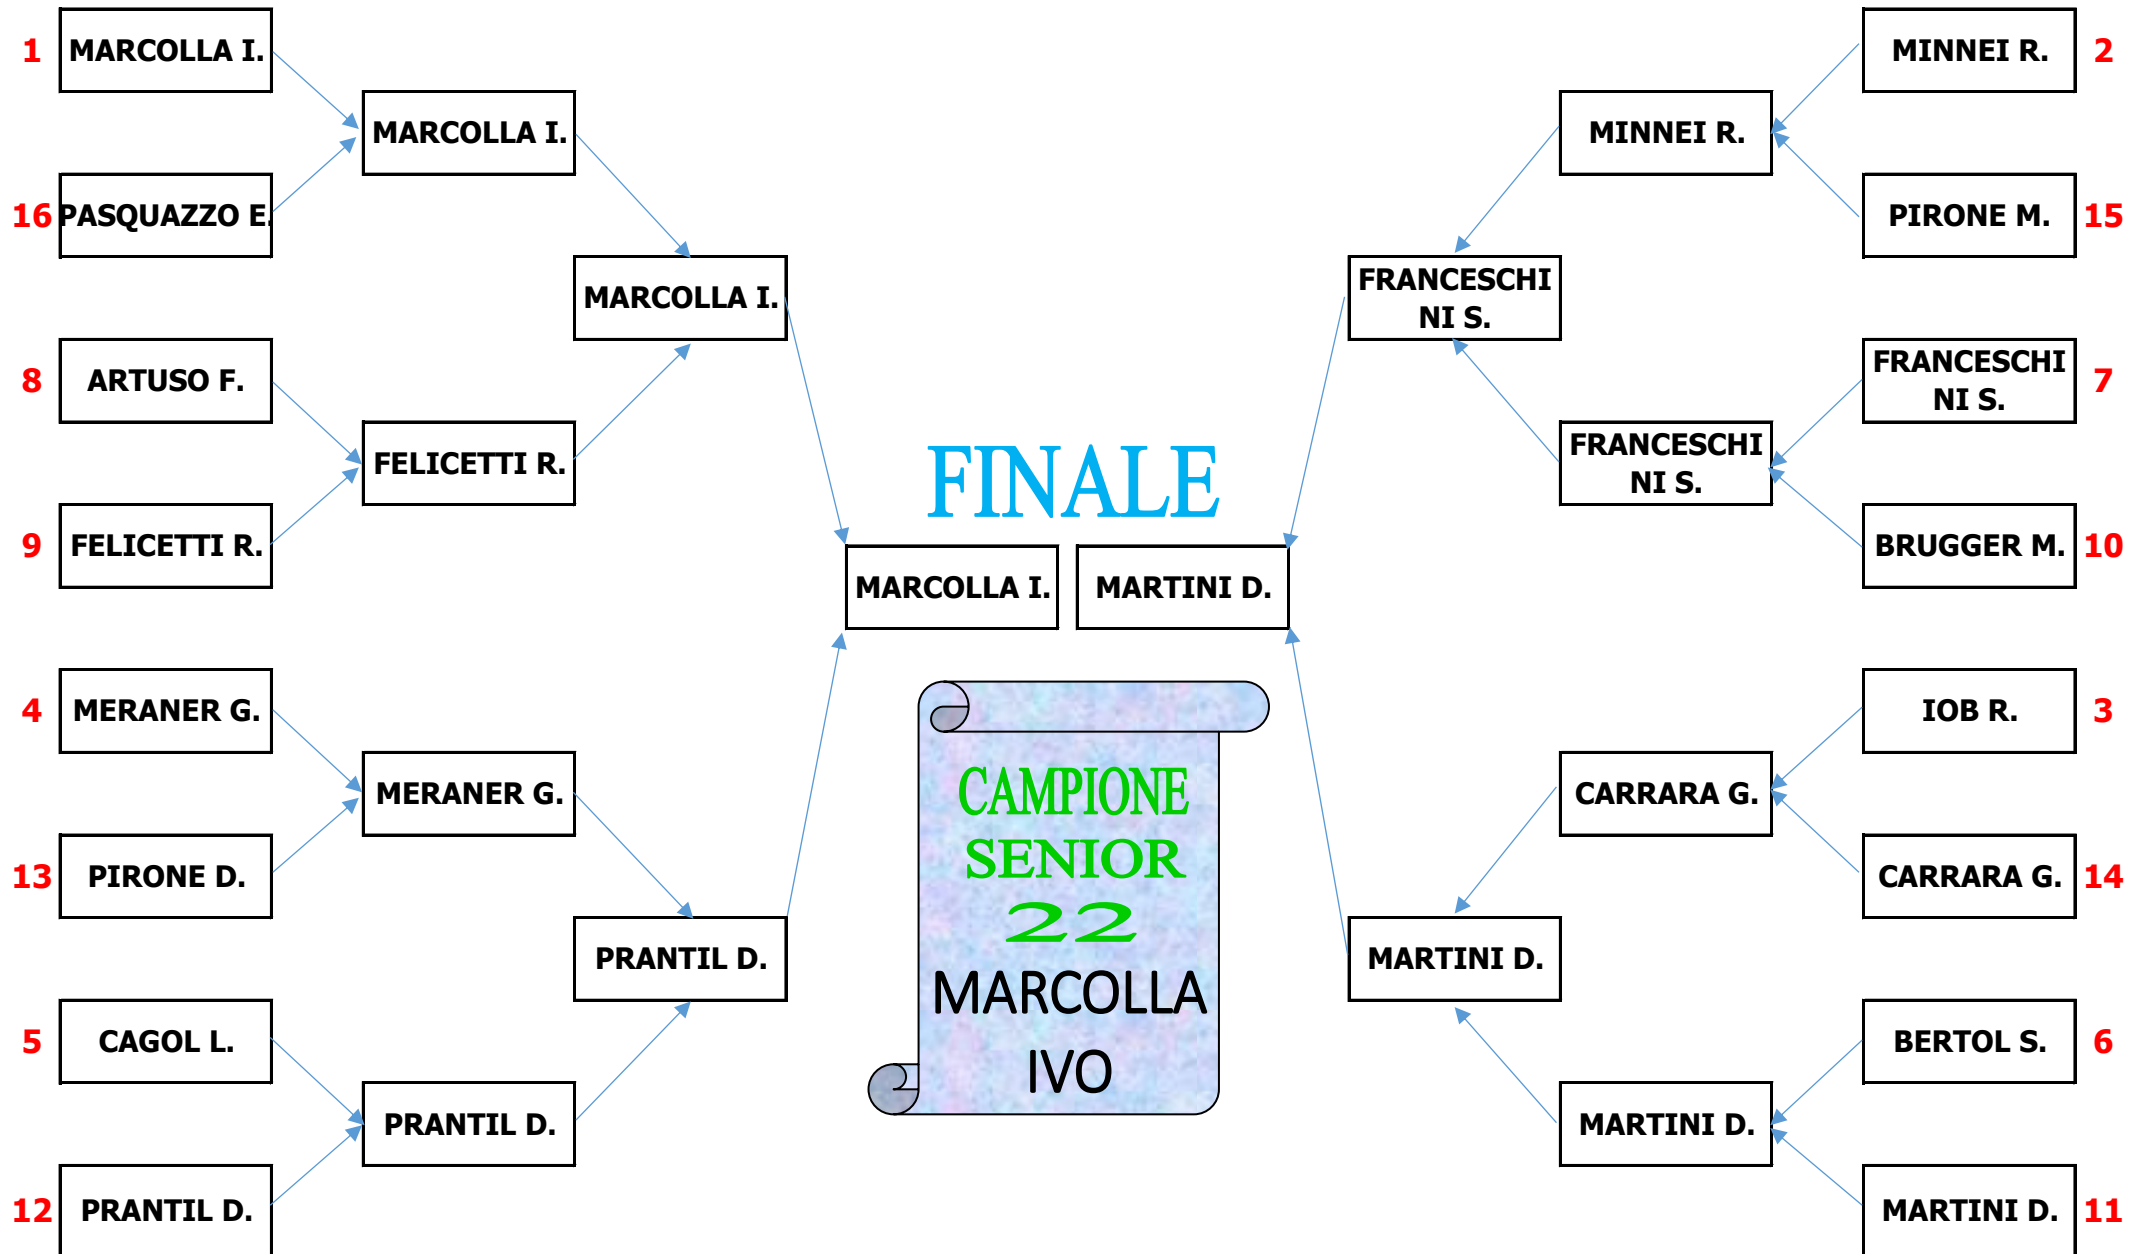 1
MARCOLLA I.
MINNEI R.
2
MARCOLLA I.
MINNEI R.
16
PASQUAZZO E.
PIRONE M.
15
MARCOLLA I.
FRANCESCHI
NI S.
8
ARTUSO F.
FRANCESCHI
NI S.
7
FELICETTI R.
FRANCESCHI
NI S.
FINALE
9
FELICETTI R.
BRUGGER M.
10
MARCOLLA I.
MARTINI D.
4
MERANER G.
IOB R.
3
MERANER G.
CARRARA G.
13
PIRONE D.
CARRARA G.
14
PRANTIL D.
MARTINI D.
5
CAGOL L.
BERTOL S.
6
PRANTIL D.
MARTINI D.
12
PRANTIL D.
MARTINI D.
11
CAMPIONE
SENIOR
22
MARCOLLA
IVO